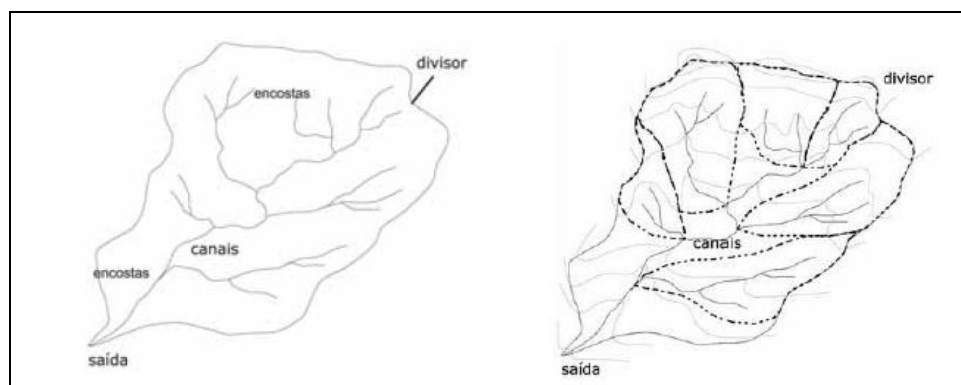 divisor
encostas
canais
encostas
saída
divisor
canais
saída